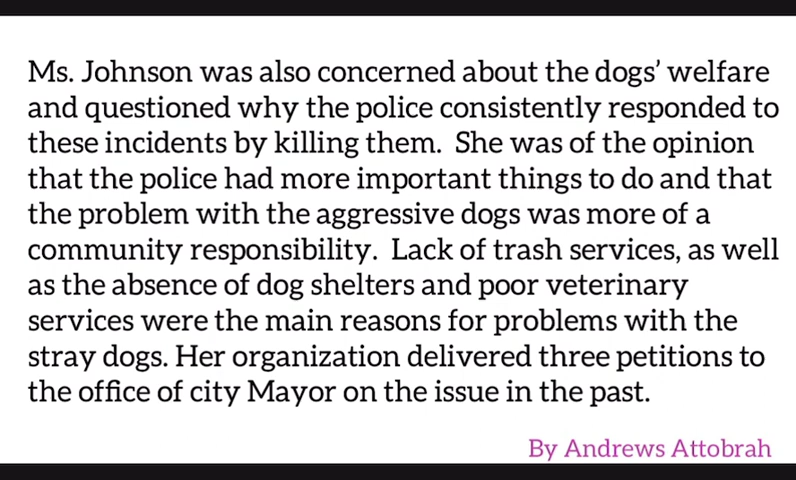 Ms. Johnson was also concerned about the dogs’ welfare
and questioned why the police consistently responded to
these incidents by killing them.  She was of the opinion
that the police had more important things to do and that
the problem with the aggressive dogs was more of a
community responsibility.  Lack of trash services, as well
as the absence of dog shelters and poor veterinary
services were the main reasons for problems with the
stray dogs. Her organization delivered three petitions to
the office of city Mayor on the issue in the past.
By Andrews Attobrah